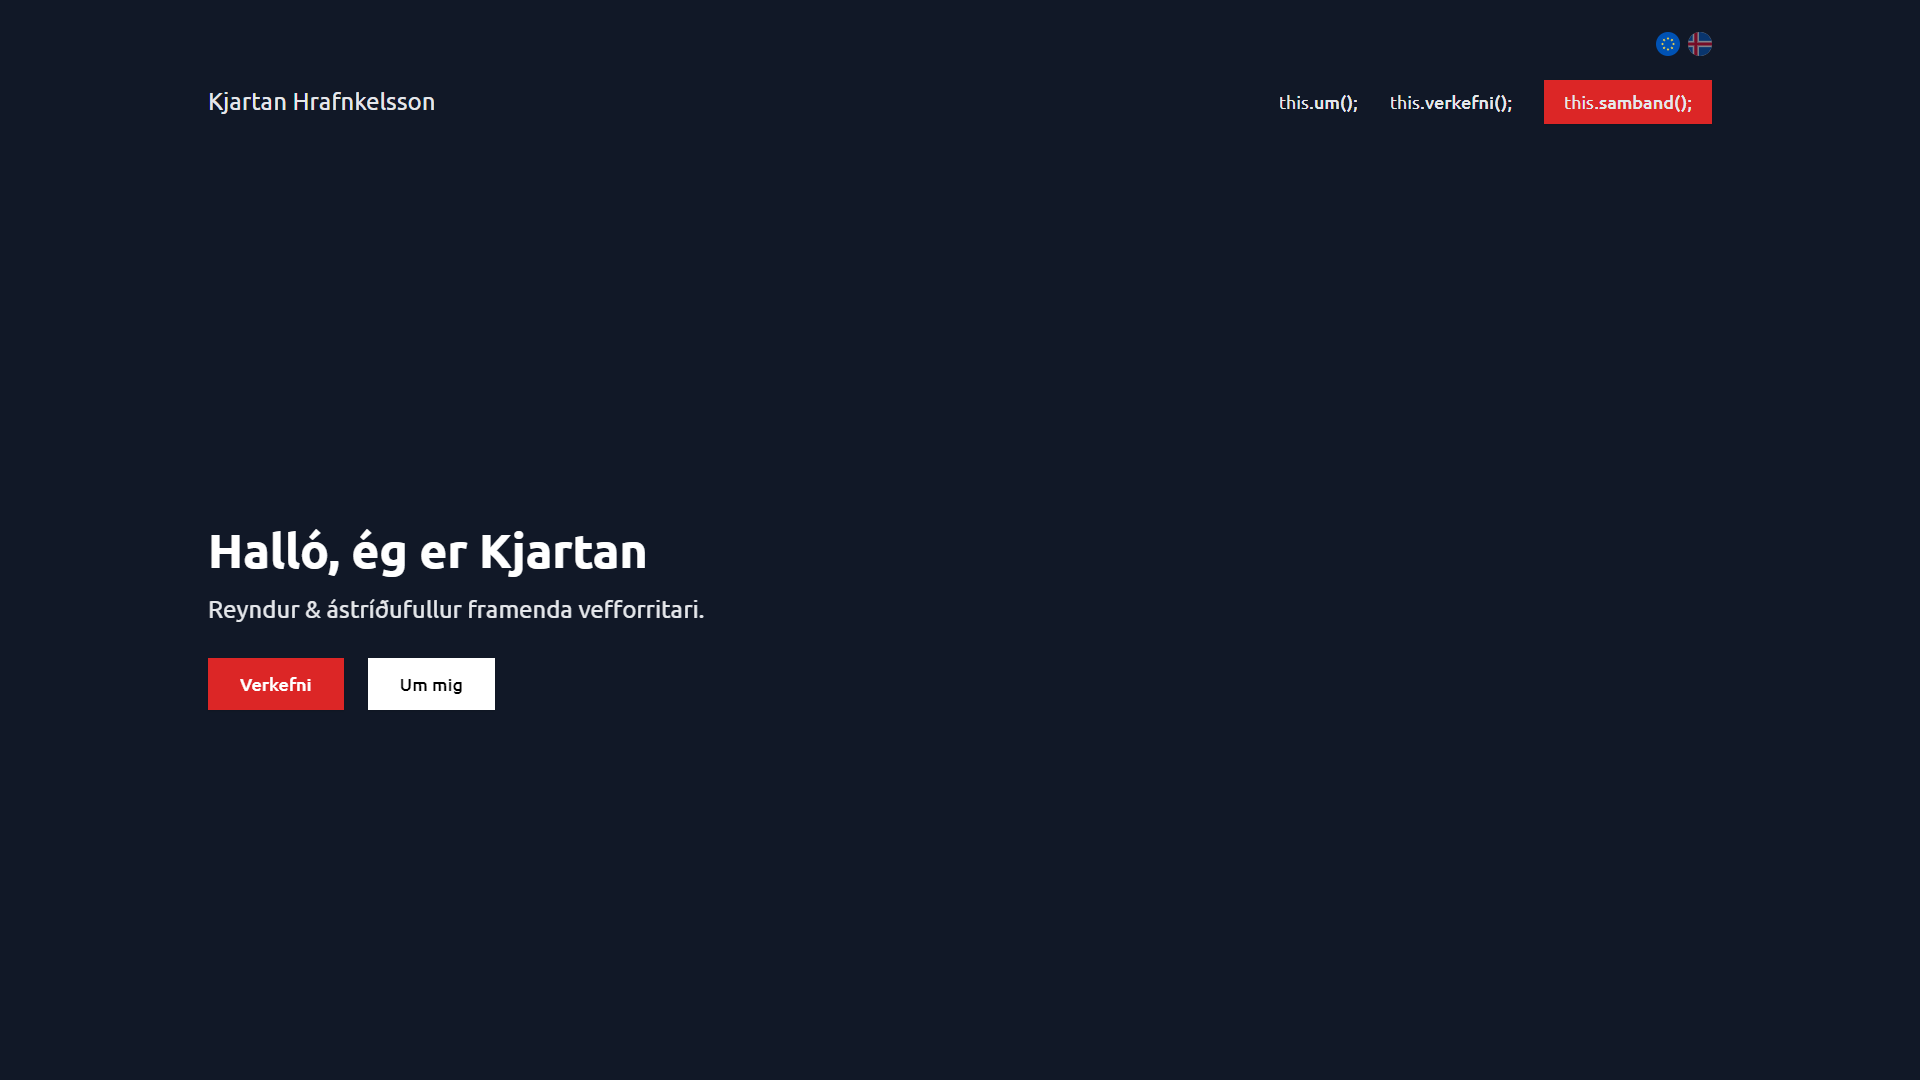 Kjartan Hrafnkelsson
this.um();
this.verkefni();
this.samband();
Halló, ég er Kjartan
Reyndur & ástríðufullur framenda vefforritari.
Verkefni
Um mig